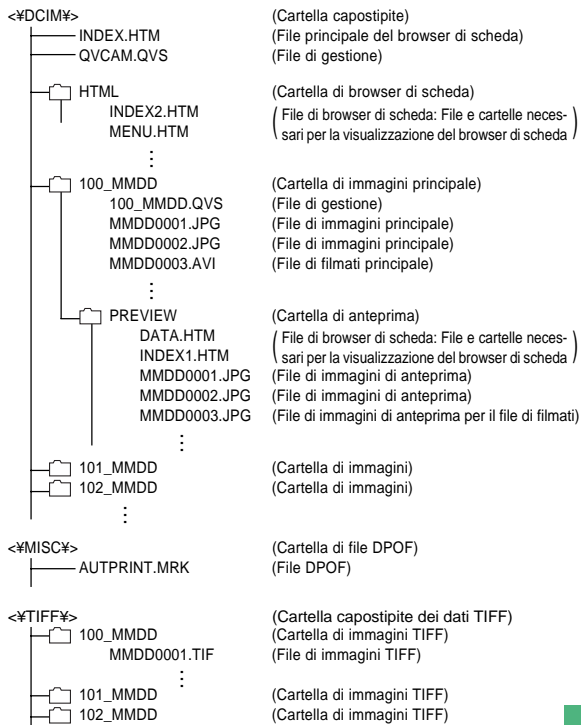 <¥DCIM¥> (Cartella capostipite)
INDEX.HTM (File principale del browser di scheda)
QVCAM.QVS (File di gestione)
HTML (Cartella di browser di scheda)
INDEX2.HTM ( File di browser di scheda: File e cartelle neces-
MENU.HTM sari per la visualizzazione del browser di scheda )
100_MMDD (Cartella di immagini principale)
100_MMDD.QVS (File di gestione)
MMDD0001.JPG (File di immagini principale)
MMDD0002.JPG (File di immagini principale)
MMDD0003.AVI (File di filmati principale)
PREVIEW (Cartella di anteprima)
DATA.HTM ( File di browser di scheda: File e cartelle neces-
INDEX1.HTM sari per la visualizzazione del browser di scheda )
MMDD0001.JPG (File di immagini di anteprima)
MMDD0002.JPG (File di immagini di anteprima)
MMDD0003.JPG (File di immagini di anteprima per il file di filmati)
101_MMDD (Cartella di immagini)
102_MMDD (Cartella di immagini)
<¥MISC¥> (Cartella di file DPOF)
AUTPRINT.MRK (File DPOF)
<¥TIFF¥> (Cartella capostipite dei dati TIFF)
100_MMDD (Cartella di immagini TIFF)
MMDD0001.TIF (File di immagini TIFF)
101_MMDD (Cartella di immagini TIFF)
102_MMDD (Cartella di immagini TIFF)